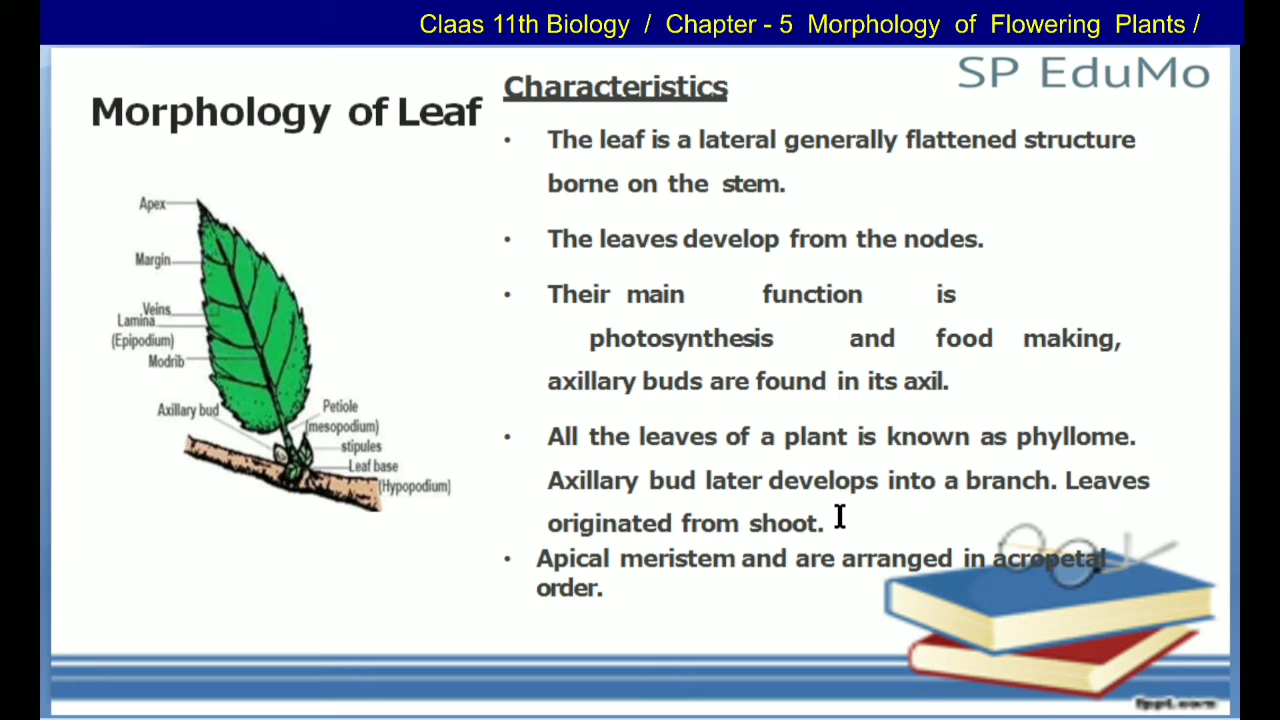 Claas 11th Biology / Chapter - 5 Morphology of Flowering Plants /
SP EduMo
Morphology of Leaf
Apex
Margin
Veins
Lamina
(Epipodium)
Modrib
Axillary bud
Petiole
(mesopodium)
stipules
Leaf base
(Hypopodium)
Characteristics
• The leaf is a lateral generally flattened structure
borne on the stem.
• The leaves develop from the nodes.
• Their main function is
photosynthesis and food making,
axillary buds are found in its axil.
• All the leaves of a plant is known as phyllome.
Axillary bud later develops into a branch. Leaves
originated from shoot.
• Apical meristem and are arranged in acropetal
order.
fppt.com